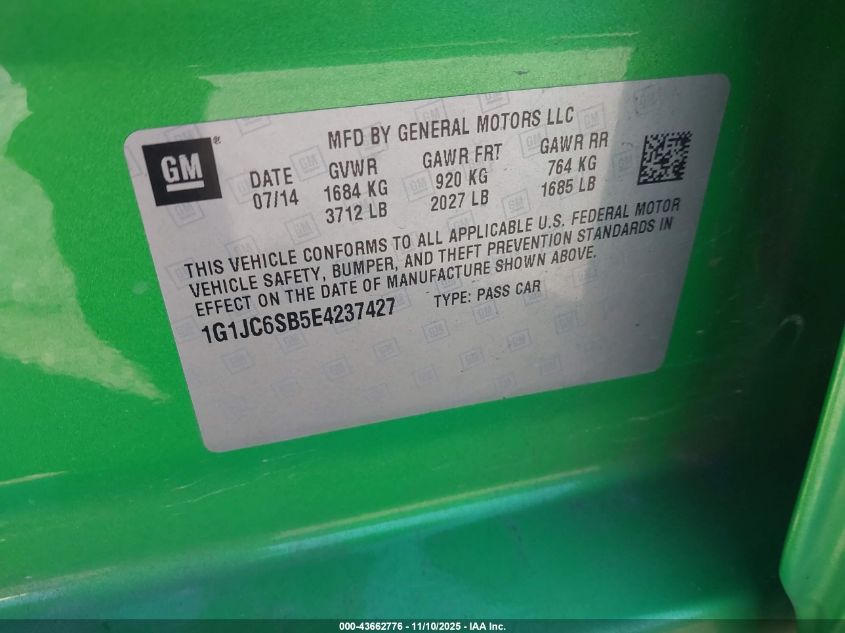 GM®
MFD BY GENERAL MOTORS LLC
DATE GVWR GAWR FRT GAWR RR
07/14 1684 KG 920 KG 764 KG
3712 LB 2027 LB 1685 LB
THIS VEHICLE CONFORMS TO ALL APPLICABLE U.S. FEDERAL MOTOR
VEHICLE SAFETY, BUMPER, AND THEFT PREVENTION STANDARDS IN
EFFECT ON THE DATE OF MANUFACTURE SHOWN ABOVE.
1G1JC6SB5E4237427 TYPE: PASS CAR
000-43662776 - 11/10/2025 - IAA Inc.